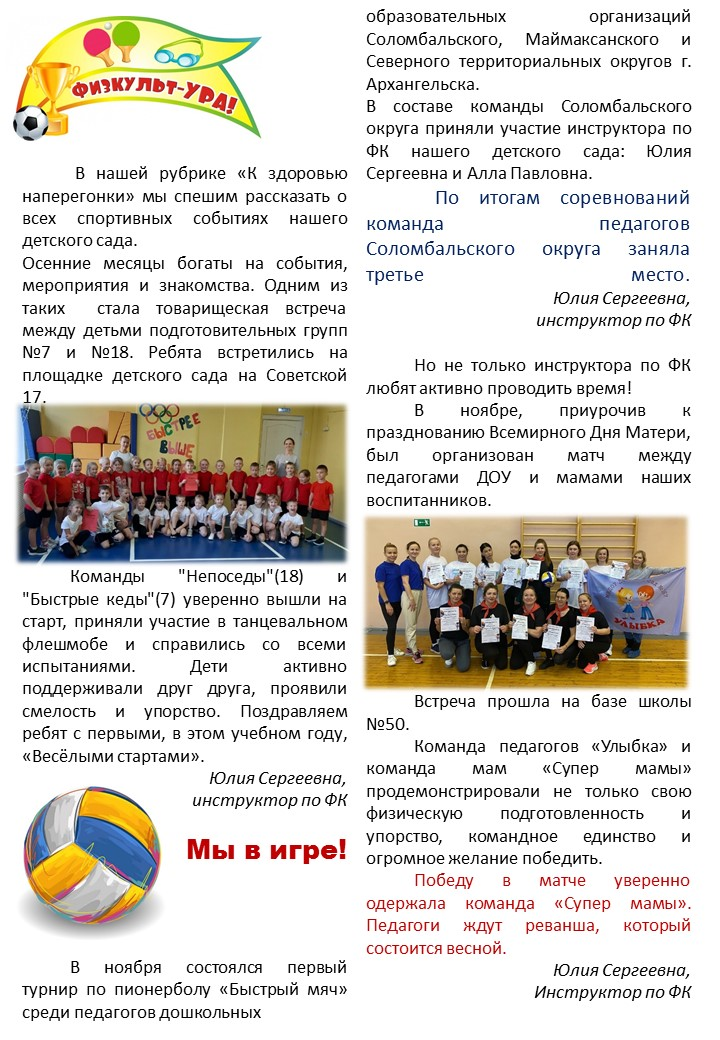 ФИЗКУЛЬТ-УРА!
В нашей рубрике «К здоровью
наперегонки» мы спешим рассказать о
всех спортивных событиях нашего
детского сада.
Осенние месяцы богаты на события,
мероприятия и знакомства. Одним из
таких стала товарищеская встреча
между детьми подготовительных групп
№7 и №18. Ребята встретились на
площадке детского сада на Советской
17.
БЫСТРЕЕ
ВЫШЕ
Команды "Непоседы"(18) и
"Быстрые кеды"(7) уверенно вышли на
старт, приняли участие в танцевальном
флешмобе и справились со всеми
испытаниями. Дети активно
поддерживали друг друга, проявили
смелость и упорство. Поздравляем
ребят с первыми, в этом учебном году,
«Весёлыми стартами».
Юлия Сергеевна,
инструктор по ФК
Мы в игре!
В ноября состоялся первый
турнир по пионерболу «Быстрый мяч»
среди педагогов дошкольных
образовательных организаций
Соломбальского, Маймаксанского и
Северного территориальных округов г.
Архангельска.
В составе команды Соломбальского
округа приняли участие инструктора по
ФК нашего детского сада: Юлия
Сергеевна и Алла Павловна.
По итогам соревнований
команда педагогов
Соломбальского округа заняла
третье место.
Юлия Сергеевна,
инструктор по ФК
Но не только инструктора по ФК
любят активно проводить время!
В ноябре, приурочив к
празднованию Всемирного Дня Матери,
был организован матч между
педагогами ДОУ и мамами наших
воспитанников.
УЛЫБКА
Встреча прошла на базе школы
№50.
Команда педагогов «Улыбка» и
команда мам «Супер мамы»
продемонстрировали не только свою
физическую подготовленность и
упорство, командное единство и
огромное желание победить.
Победу в матче уверенно
одержала команда «Супер мамы».
Педагоги ждут реванша, который
состоится весной.
Юлия Сергеевна,
Инструктор по ФК